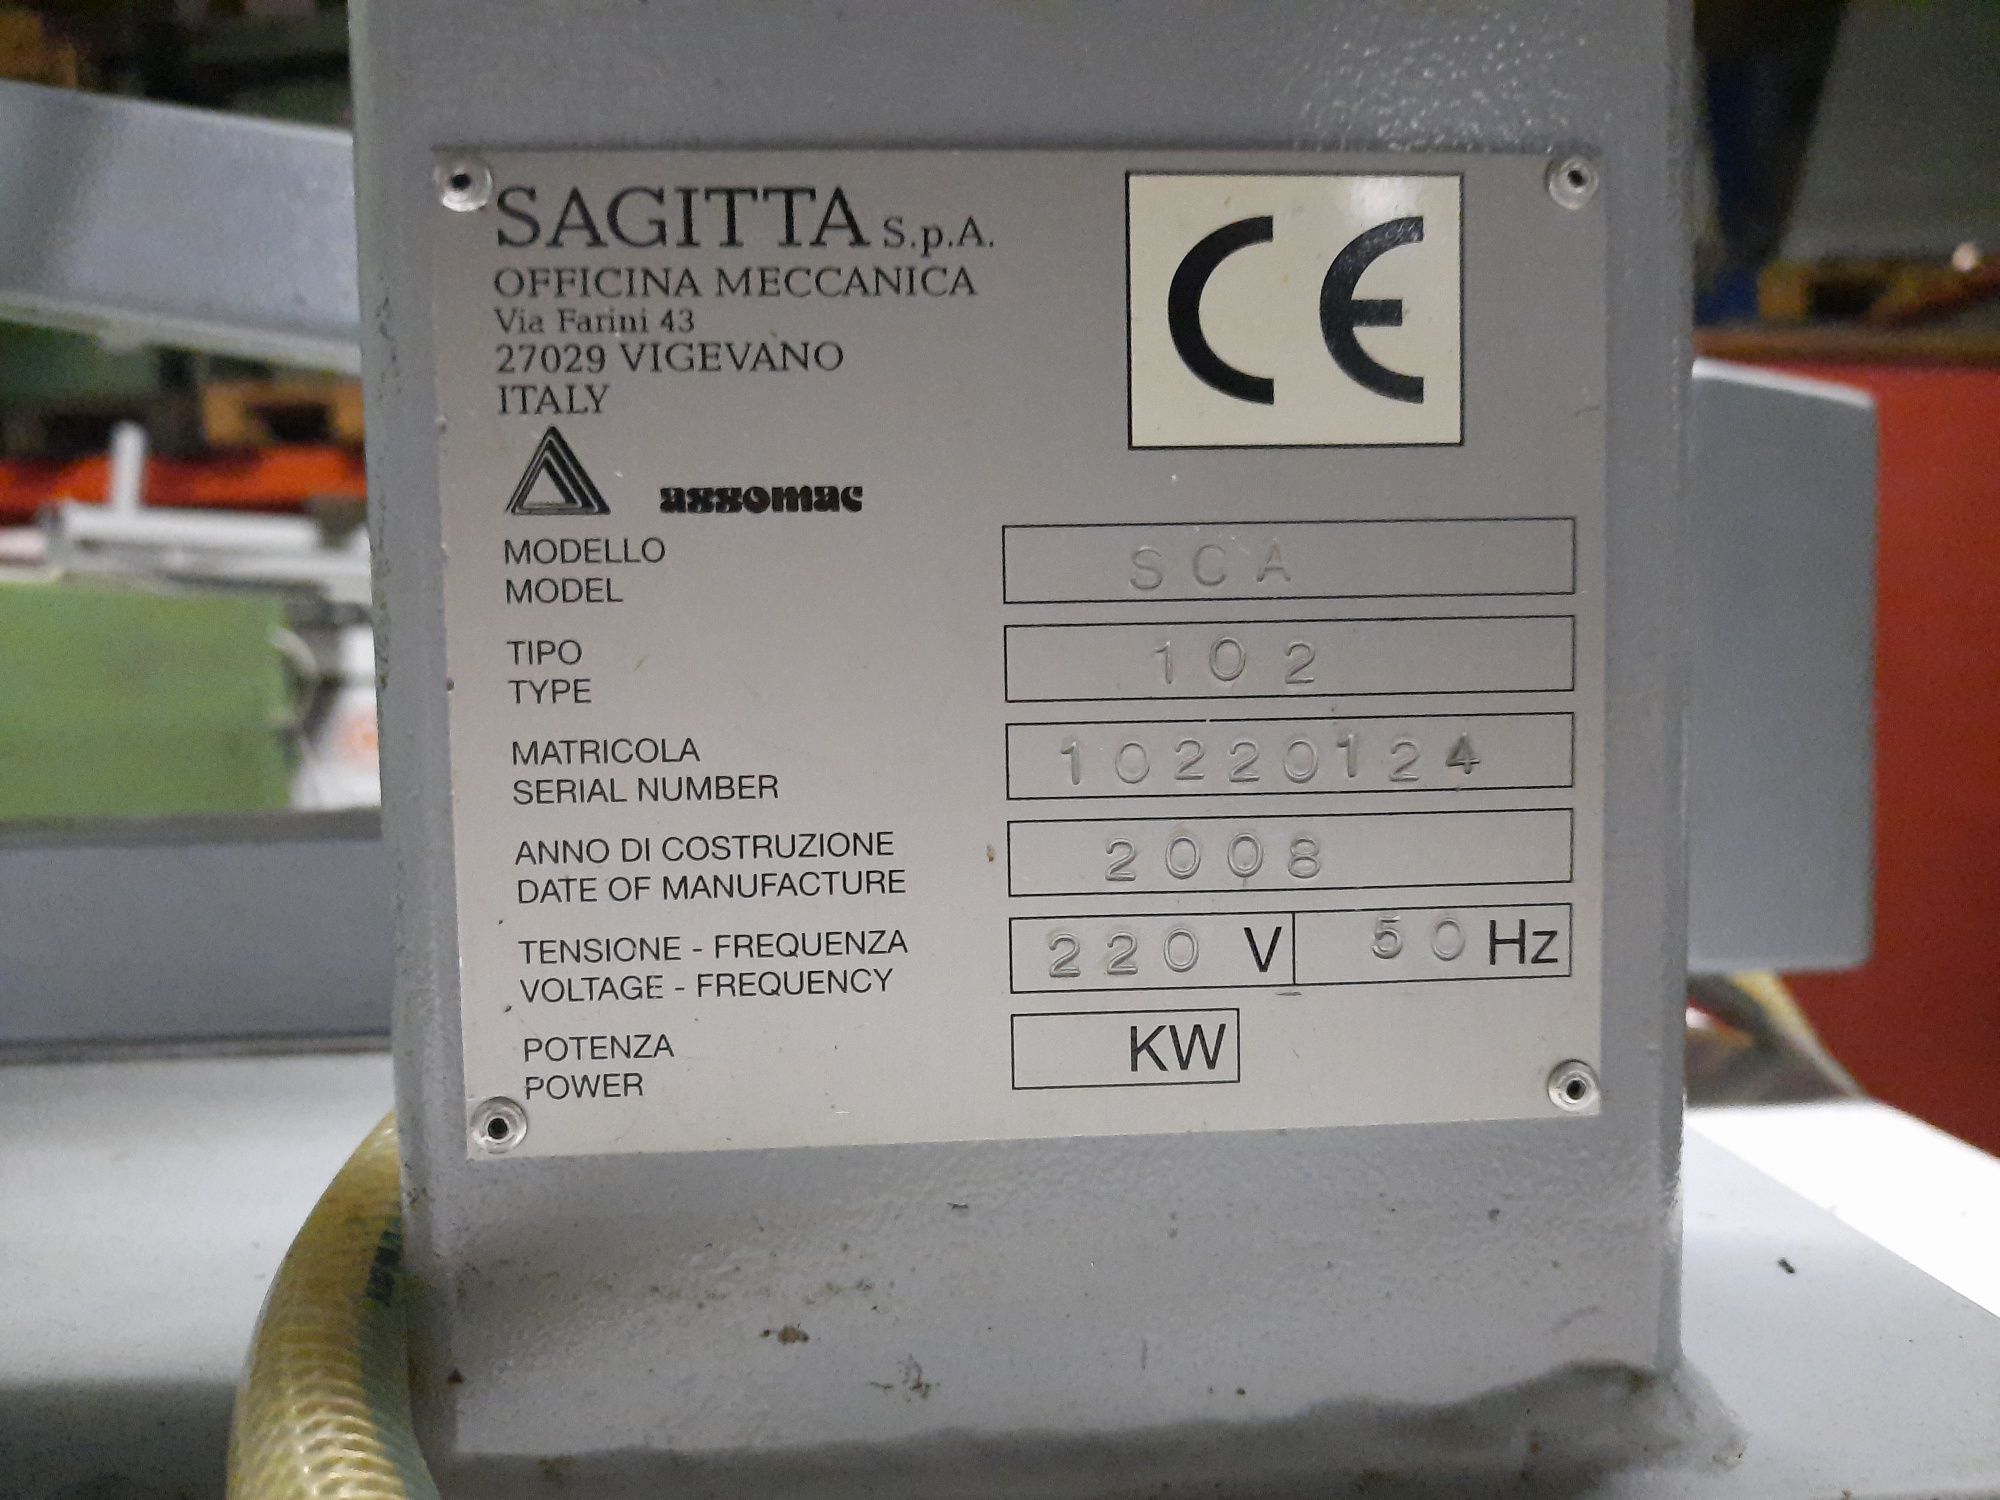 SAGITTA S.p.A.
OFFICINA MECCANICA
Via Farini 43
27029 VIGEVANO
ITALY
CE
assomac
MODELLO
MODEL
SCA
TIPO
TYPE
102
MATRICOLA
SERIAL NUMBER
10220124
ANNO DI COSTRUZIONE
DATE OF MANUFACTURE
2008
TENSIONE - FREQUENZA
VOLTAGE - FREQUENCY
220 V 50 Hz
POTENZA
POWER
KW